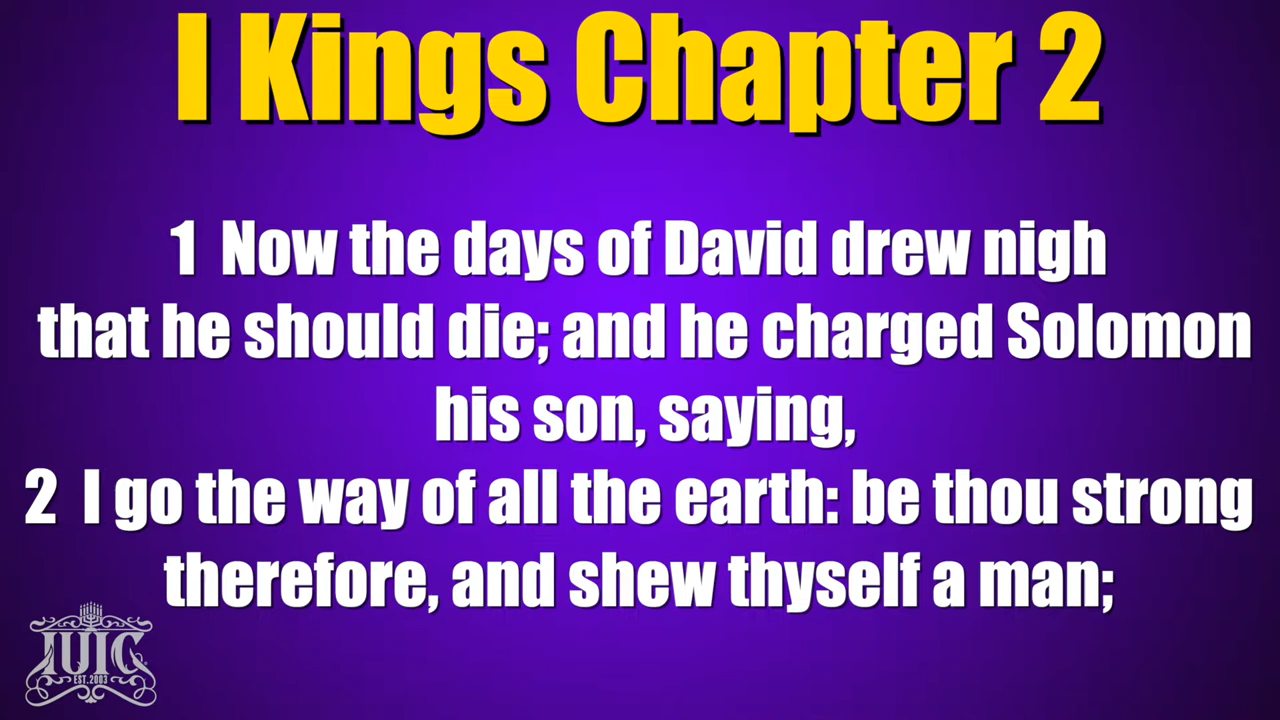 I Kings Chapter 2
1 Now the days of David drew nigh
that he should die; and he charged Solomon
his son, saying,
2 I go the way of all the earth: be thou strong
therefore, and shew thyself a man;
IUIC
EST. 2003